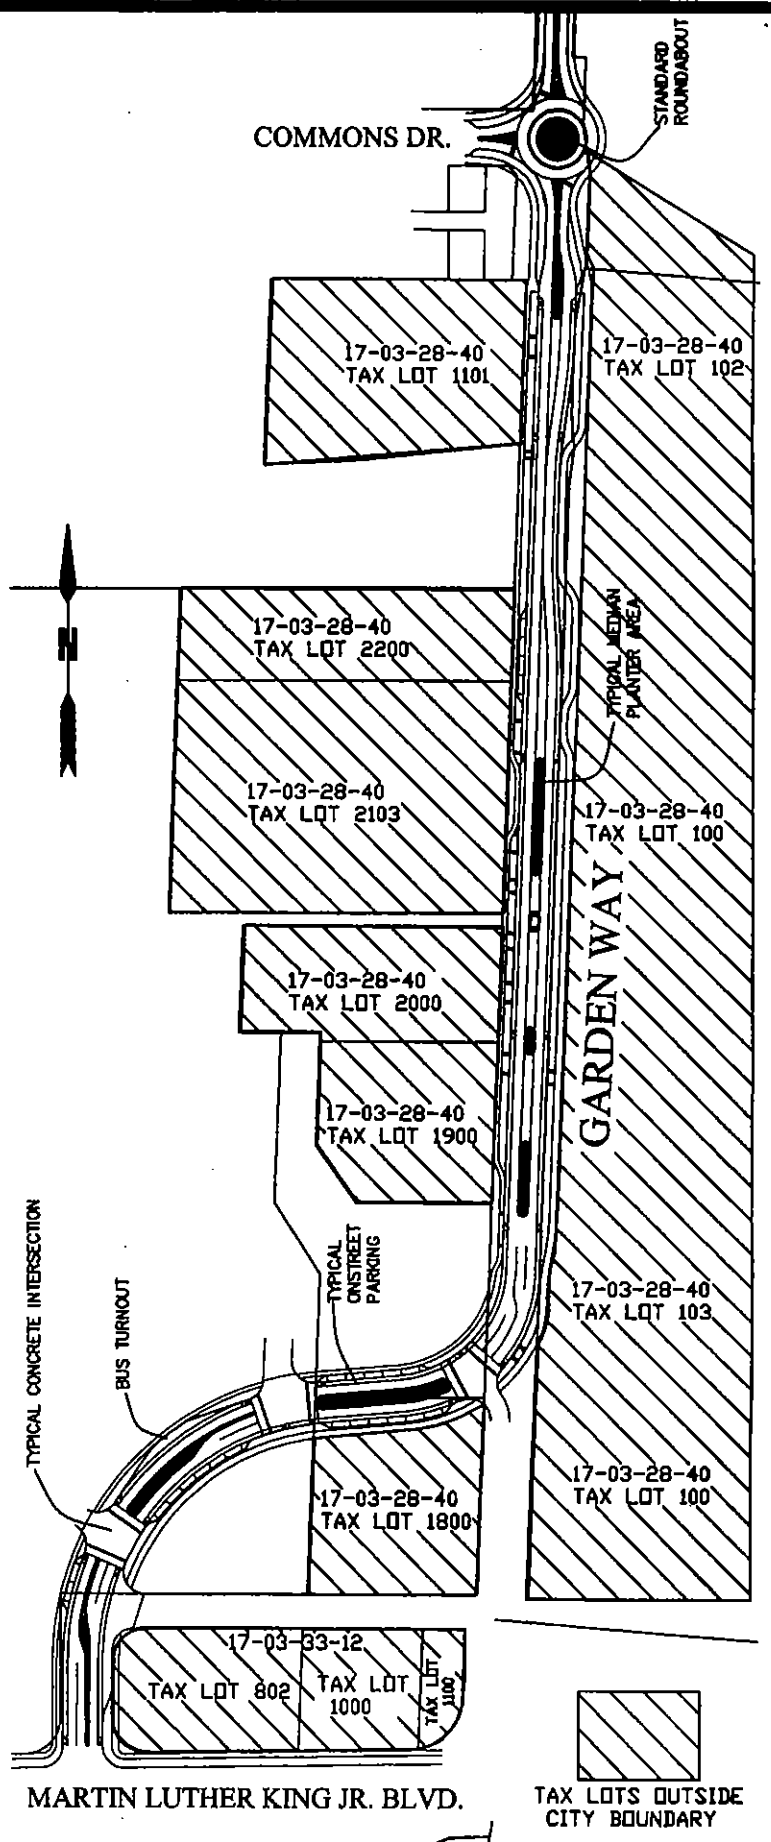 STANDARD
ROUNDABOUT
COMMONS DR.
17-03-28-40
TAX LOT 1101
17-03-28-40
TAX LOT 102
N
17-03-28-40
TAX LOT 2200
TYPICAL MEDIAN
PLANTER AREA
17-03-28-40
TAX LOT 2103
17-03-28-40
TAX LOT 100
GARDEN WAY
17-03-28-40
TAX LOT 2000
17-03-28-40
TAX LOT 1900
TYPICAL CONCRETE INTERSECTION
BUS TURNOUT
TYPICAL
ONSTREET
PARKING
17-03-28-40
TAX LOT 103
17-03-28-40
TAX LOT 100
17-03-28-40
TAX LOT 1800
17-03-33-12
TAX LOT 802
TAX LOT
1000
TAX LOT
1100
MARTIN LUTHER KING JR. BLVD.
TAX LOTS OUTSIDE
CITY BOUNDARY